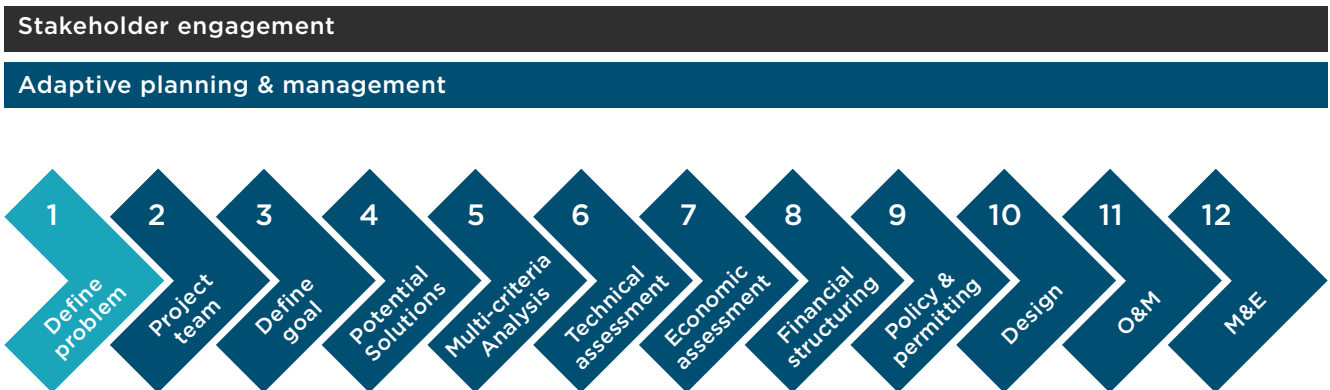 Stakeholder engagement
Adaptive planning & management
1
Define
problem
2
Project
team
3
Define
goal
4
Potential
Solutions
5
Multi-criteria
Analysis
6
Technical
assessment
7
Economic
assessment
8
Financial
structuring
9
Policy &
permitting
10
Design
11
O&M
12
M&E